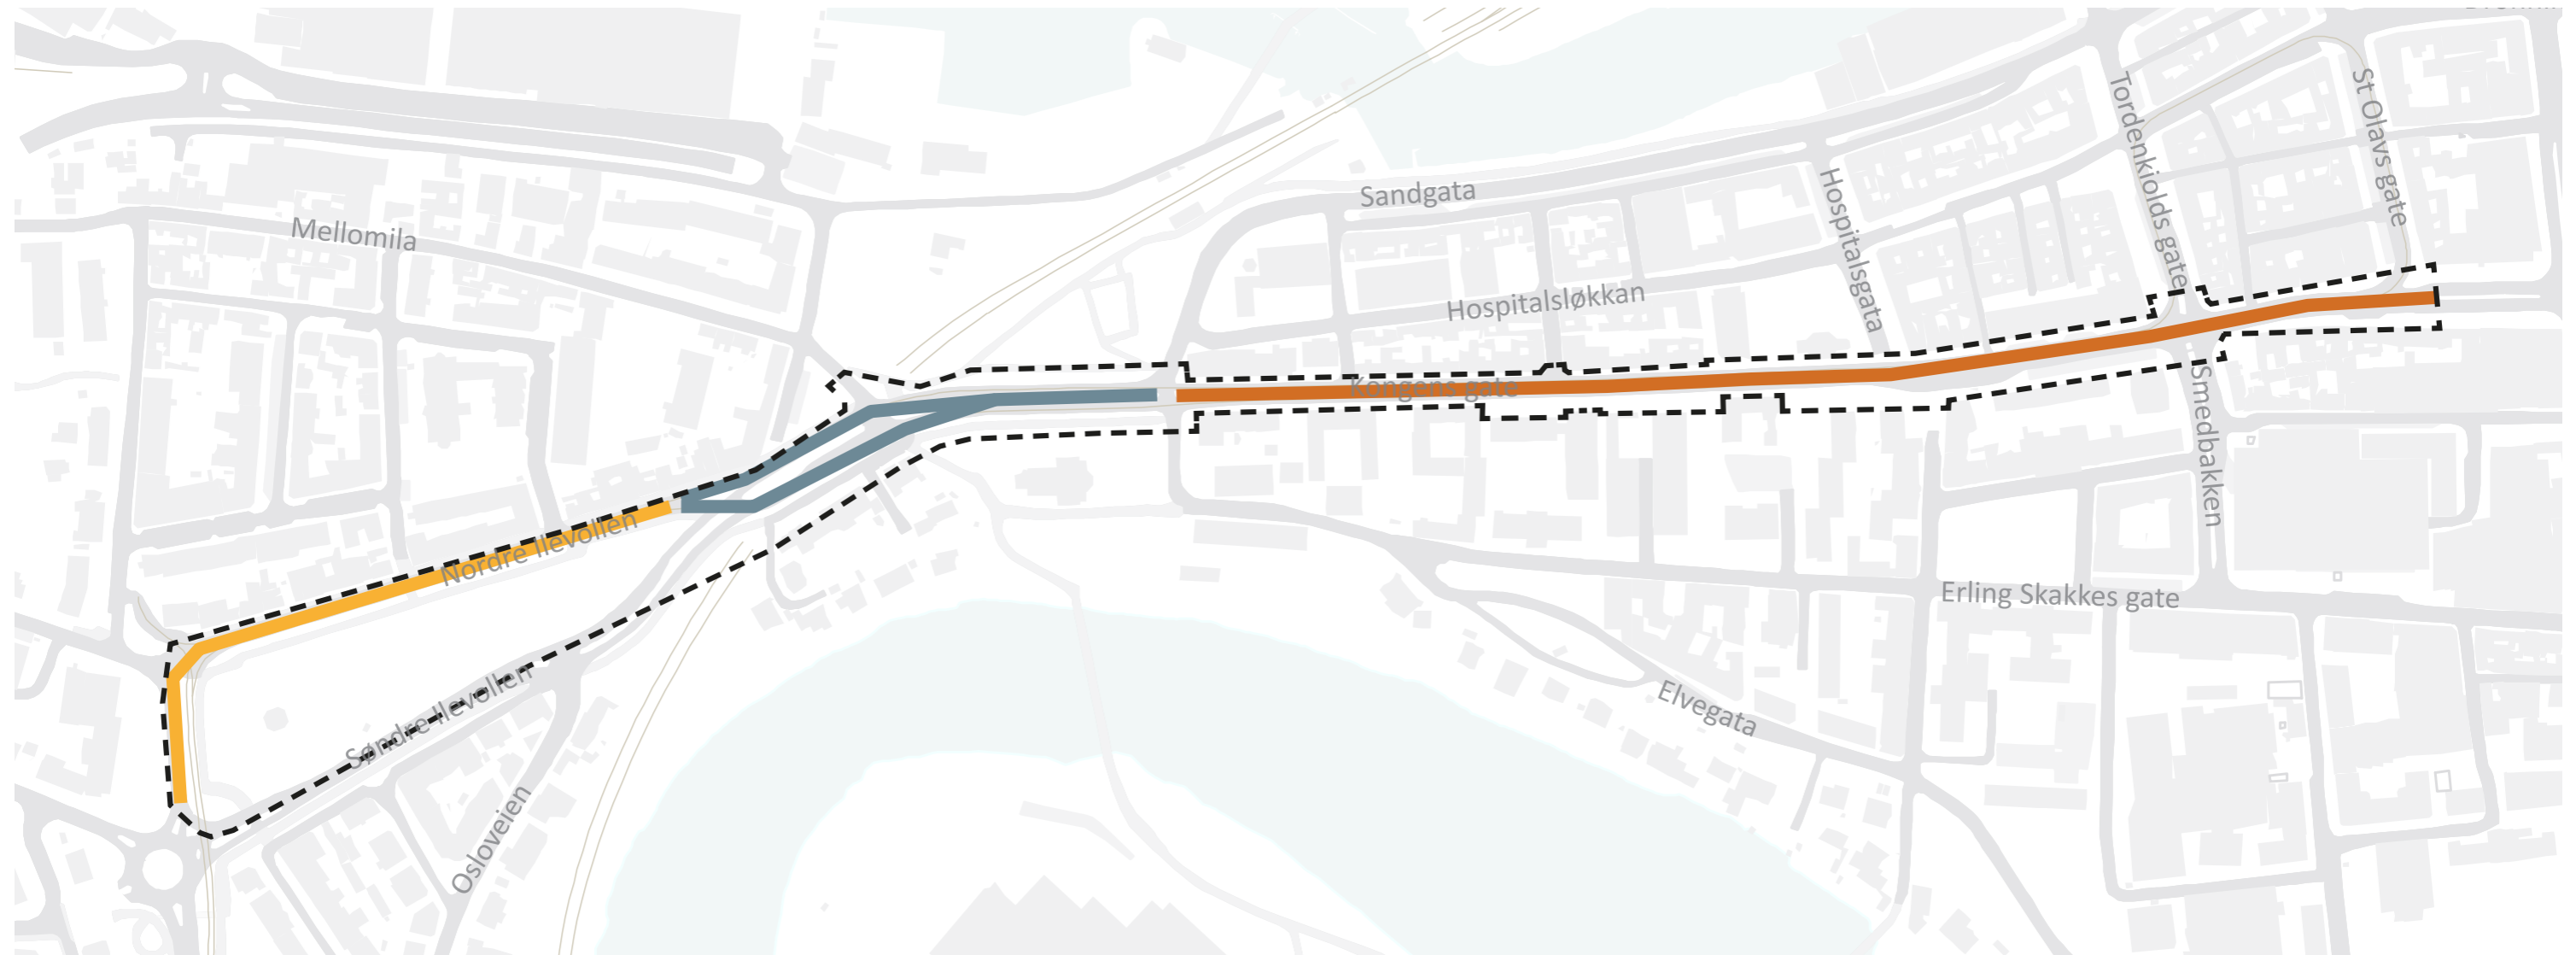 St Olavs gate
Tordenkiolds gate
Hospitalsgata
Sandgata
Mellomila
Hospitalsløkkan
Kongens gate
Smedbakken
Nordre Ilevollen
Erling Skakkes gate
Søndre Ilevollen
Elvegata
Osloveien